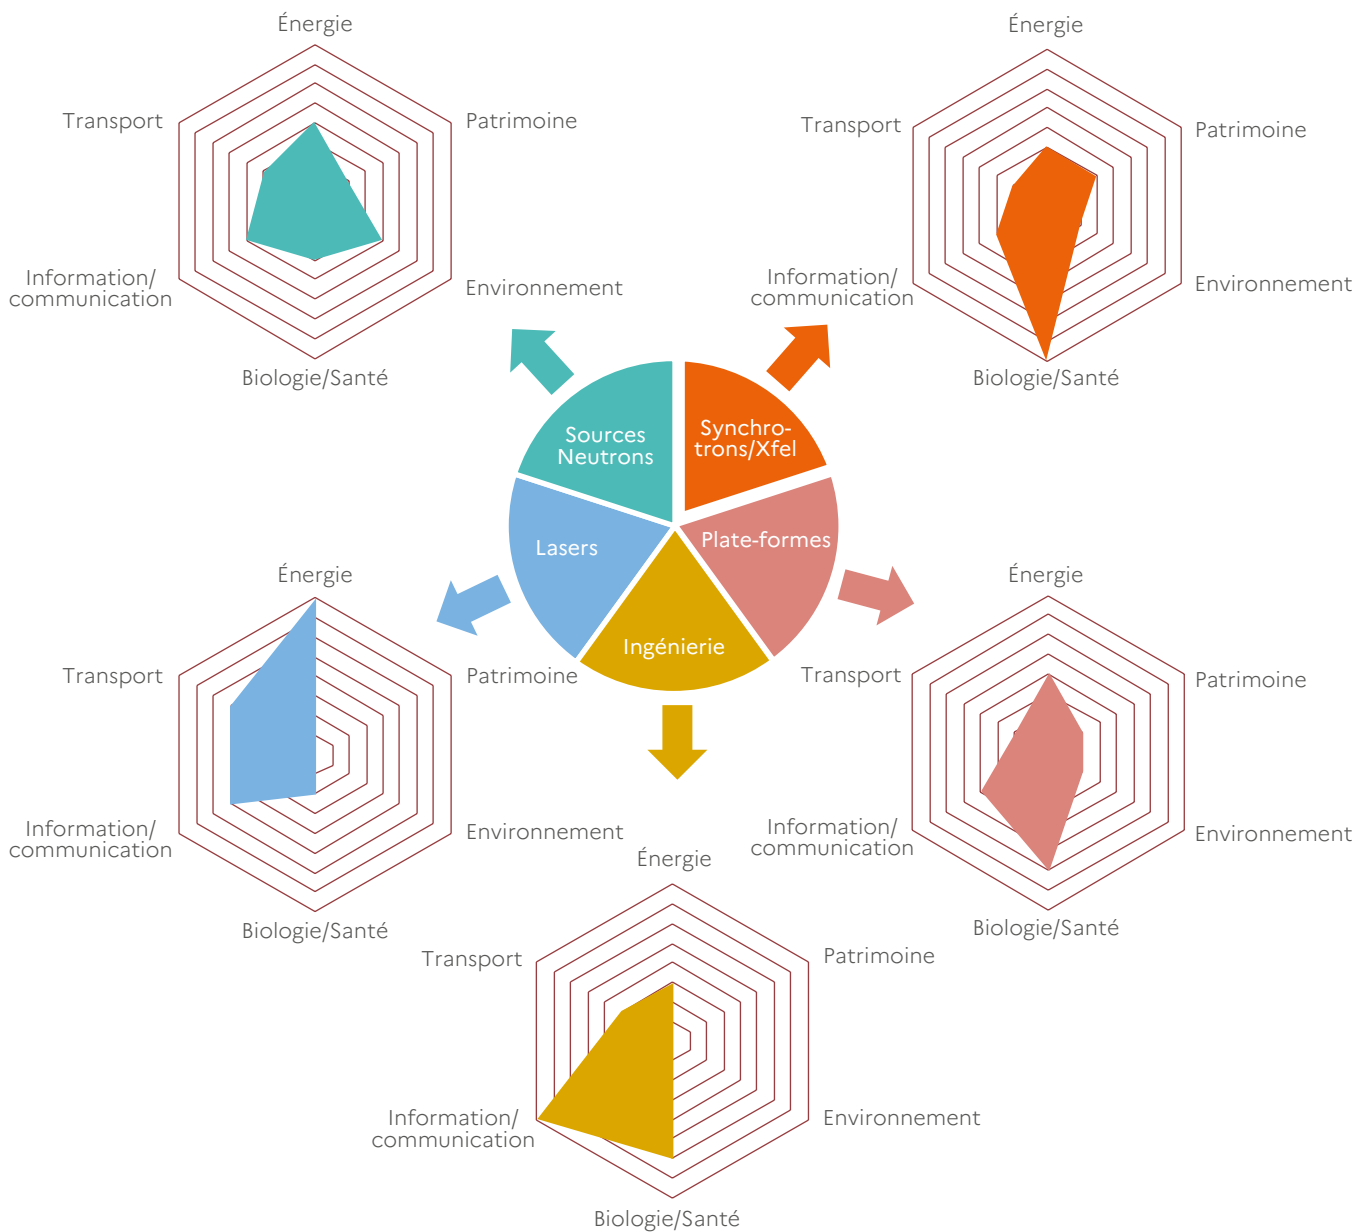 Énergie
Transport
Patrimoine
Information/
communication
Environnement
Biologie/Santé
Énergie
Transport
Patrimoine
Information/
communication
Environnement
Biologie/Santé
Sources
Neutrons
Synchro-
trons/Xfel
Lasers
Plate-formes
Ingénierie
Énergie
Transport
Patrimoine
Information/
communication
Environnement
Biologie/Santé
Énergie
Transport
Patrimoine
Information/
communication
Environnement
Biologie/Santé
Énergie
Transport
Patrimoine
Information/
communication
Environnement
Biologie/Santé